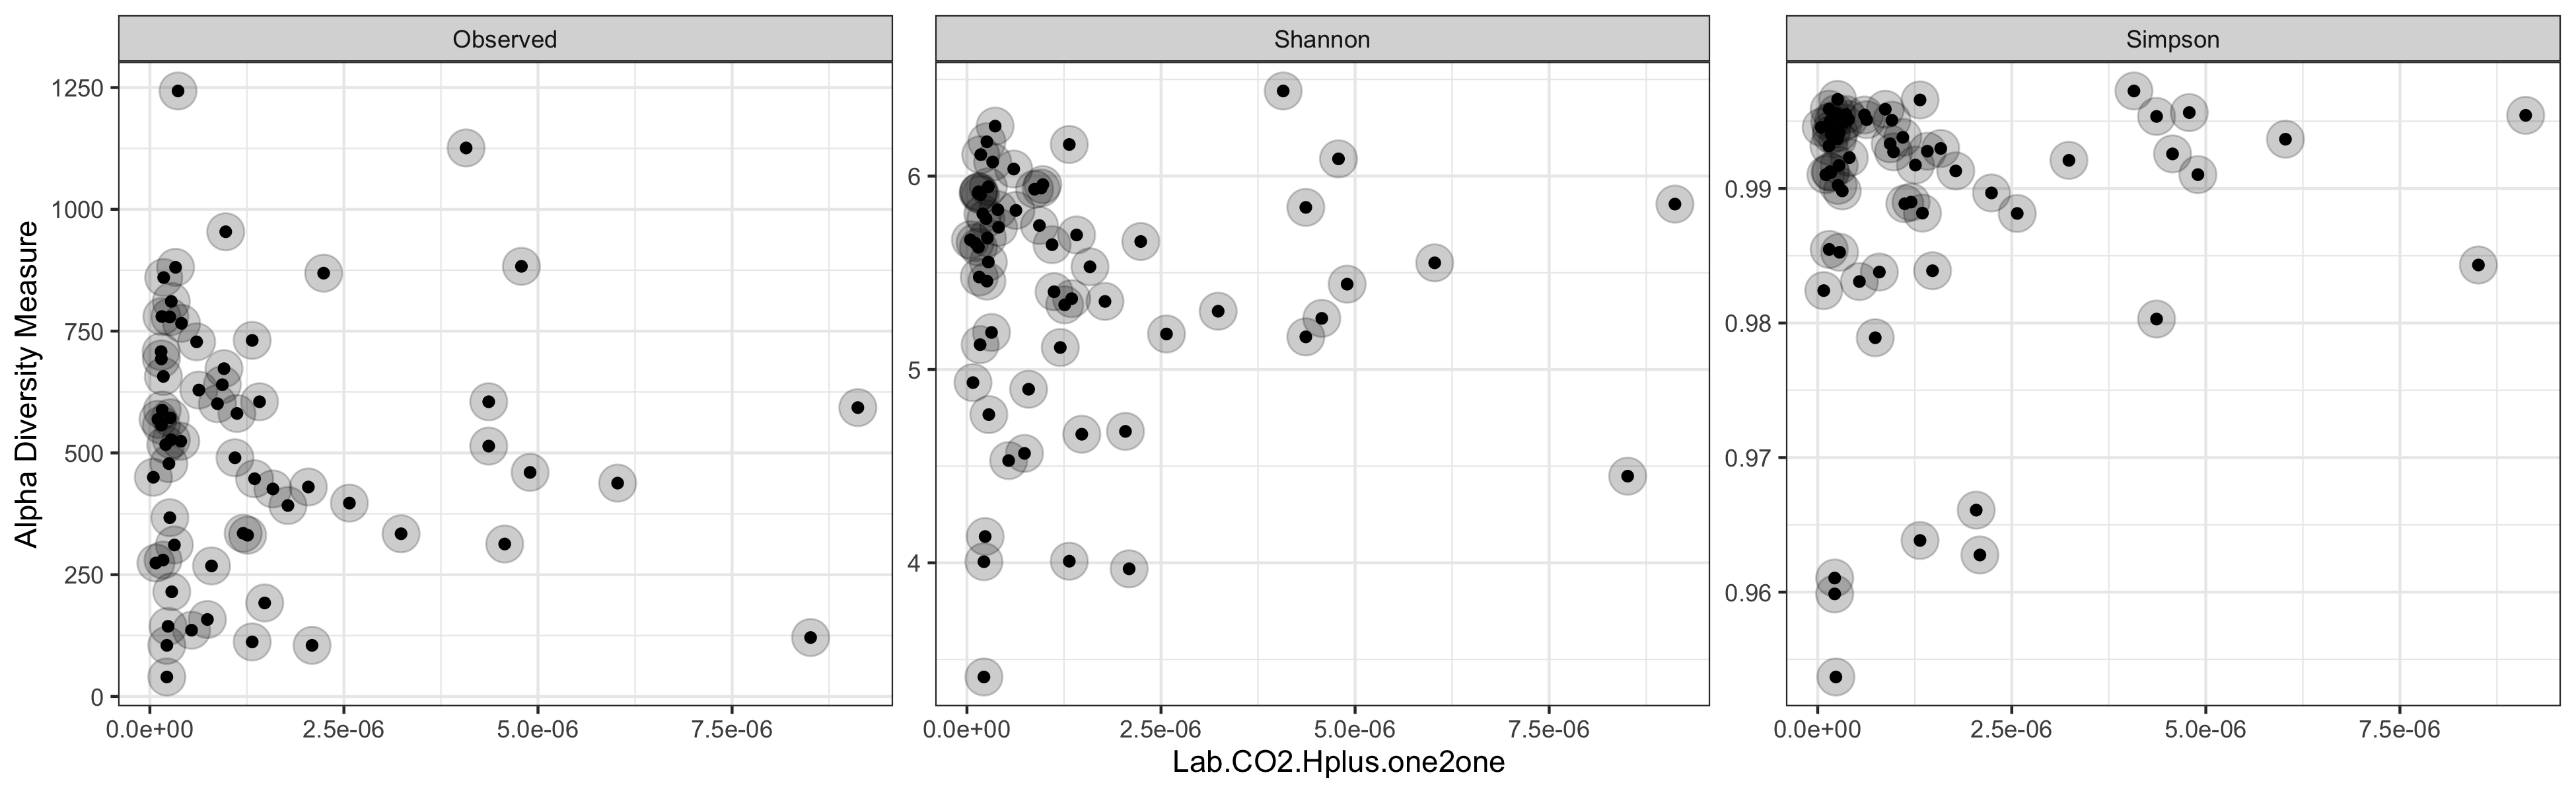 Observed
Shannon
Simpson
Alpha Diversity Measure
1250
1000
750
500
250
0
6
5
4
0.99
0.98
0.97
0.96
0.0e+00 2.5e-06 5.0e-06 7.5e-06
0.0e+00 2.5e-06 5.0e-06 7.5e-06
0.0e+00 2.5e-06 5.0e-06 7.5e-06
Lab.CO2.Hplus.one2one